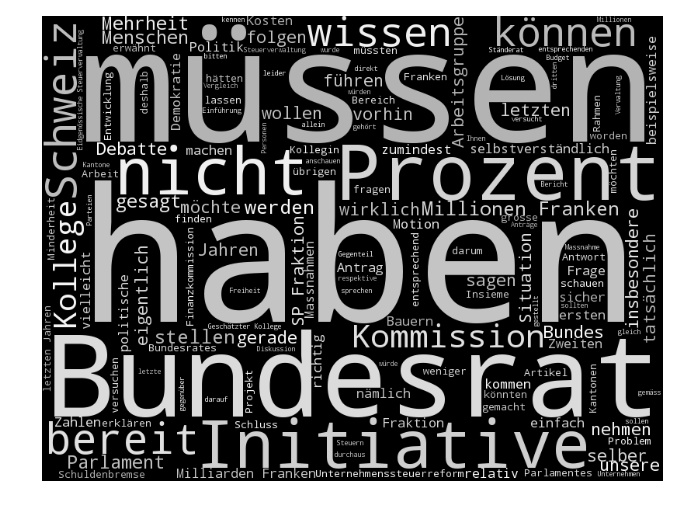 Mehrheit
Kosten
kennen
wissen
können
Millionen
Menschen
folgen
Politik
Steuerverwaltung
wurde
müssten
Ständerat
entsprechenden
erwähnt
bitten
direkt
Budget
Schweiz
müssen
Eidgenössische Steuerverwaltung
Entwicklung
deshalb
Vergleich
Demokratie
hatten
leider
würden
führen
Franken
Arbeitsgruppe
Lösung
dritten
Verwaltung
beispielsweise
lassen
Bereich
letzten
Rahmen
Einführung
Personen
allein
wollen
gehört
vorhin
versucht
Ihnen
worden
Debatte
machen
Kollegin
zumindest
selbstverständlich
Kantone
Arbeit
nicht
anschauen
übrigen
Prozent
fragen
Bericht
möchten
Minderheit
Parteien
gesagt
möchte
werden
wirklich
Millionen Franken
Kollege
finden
haben
Motion
grosse
Anträge
vielleicht
politische
eigentlich
Finanzkommission
Jahren
Freiheit
SP Fraktion
Massnahmen
Gegenteil
Antrag
respektive
sprechen
entsprechend
darum
sagen
Insieme
Situation
Massnahme
Frage
Antwort
schauen
sicher
sollten
ersten
gestellt
insbesondere
tatsächlich
gleich
letzten Jahren
stellen
Geschätzter Kollege
gerade
Bauern
Kommission
Bundes
Zweiten
Bundesrates
Diskussion
richtig
Bundesrat
versuchen
letzte
gegenüber
darauf
Projekt
nämlich
würde
weniger
kommen
könnten
gemacht
Artikel
Kantonen
gemäss
Zahlen
erklären
Schluss
Fraktion
einfach
nehmen
sollen
bereit
Initiative
Steuern
durchaus
Problem
Parlament
selber
unsere
Schuldenbremse
Milliarden Franken
Unternehmenssteuerreform
relativ
Parlamentes
Unternehmen